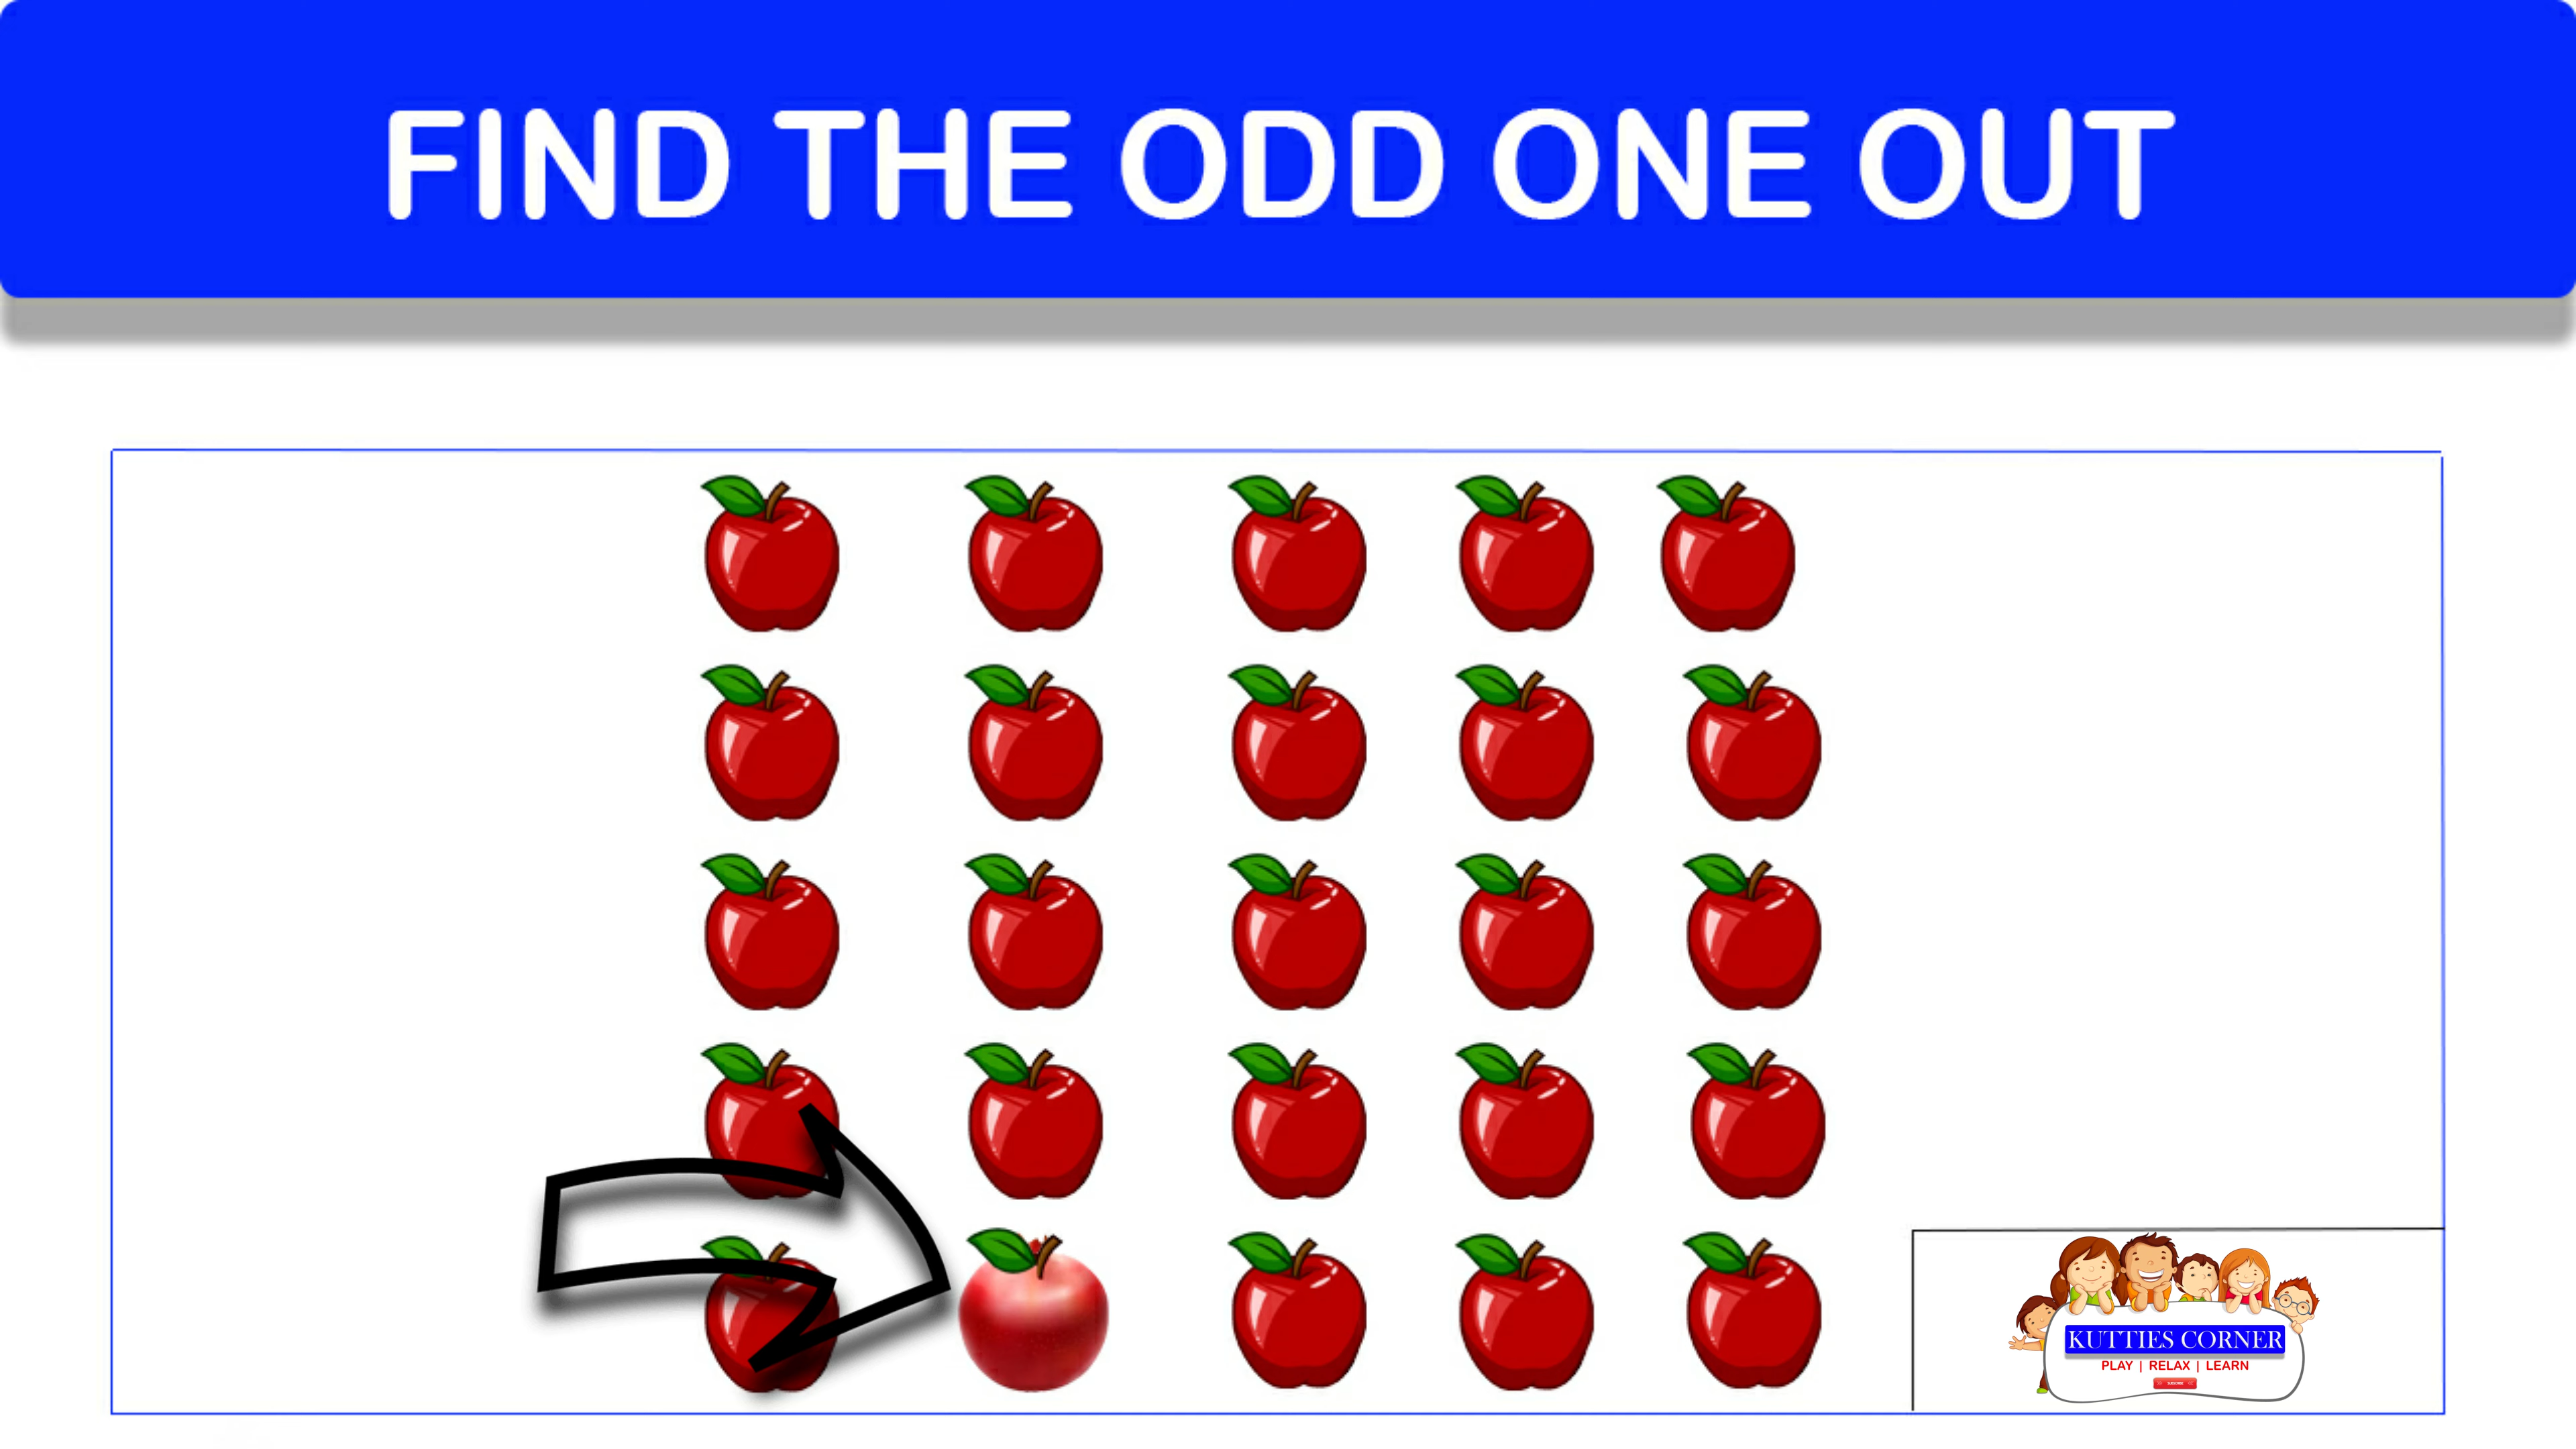 FIND THE ODD ONE OUT
KUTTIES CORNER
PLAY | RELAX | LEARN